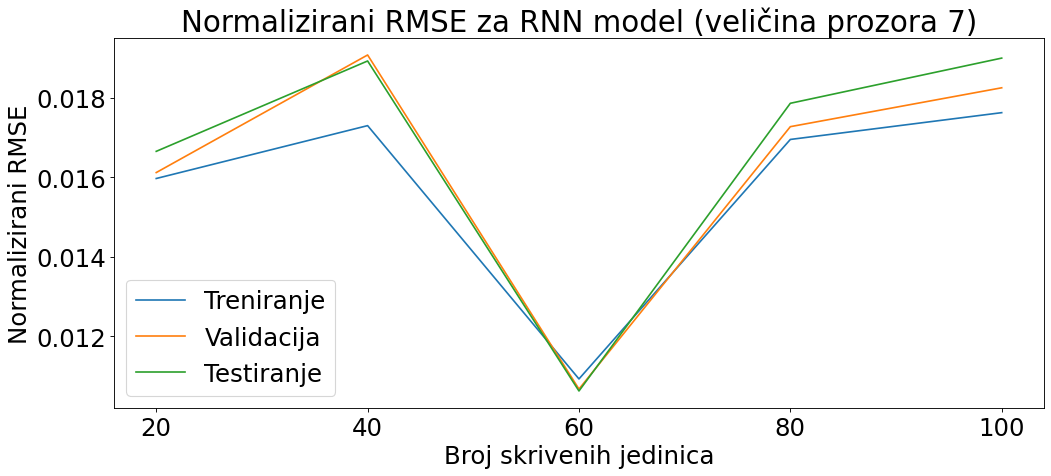 Normalizirani RMSE za RNN model (veličina prozora 7)
Normalizirani RMSE
0.018
0.016
0.014
0.012
Treniranje
Validacija
Testiranje
20 40 60 80 100
Broj skrivenih jedinica